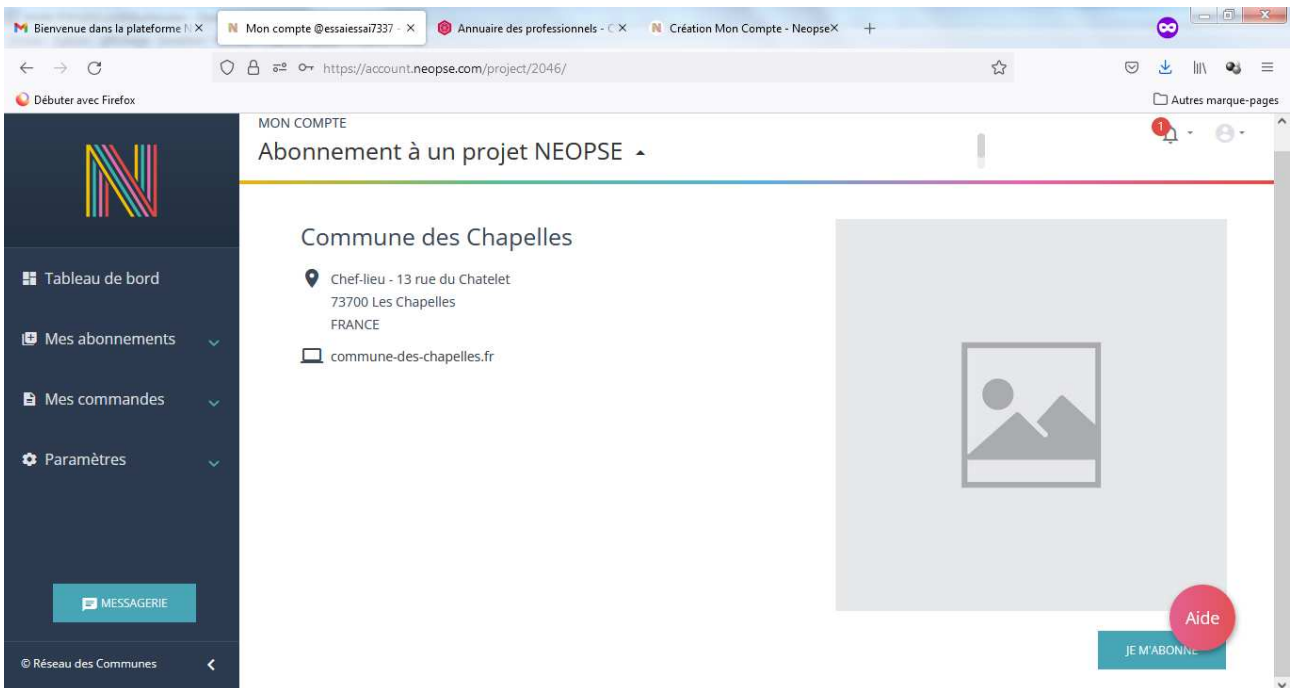 Bienvenue dans la plateforme N
Mon compte @essaiessai7337 -
Annuaire des professionnels - C
Création Mon Compte - Neopse
https://account.neopse.com/project/2046/
Débuter avec Firefox
Autres marque-pages
MON COMPTE
Abonnement à un projet NEOPSE
1
Tableau de bord
Mes abonnements
Mes commandes
Paramètres
MESSAGERIE
© Réseau des Communes
Commune des Chapelles
Chef-lieu - 13 rue du Chatelet
73700 Les Chapelles
FRANCE
commune-des-chapelles.fr
Aide
JE M'ABONNE